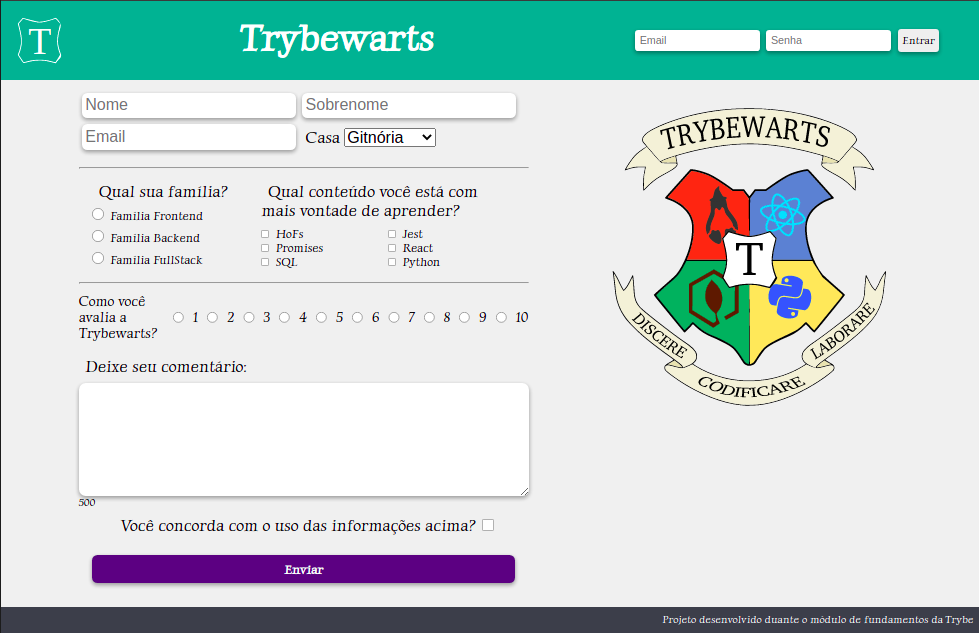 T
Trybewarts
Email
Senha
Entrar
Nome
Sobrenome
Email
Casa Gitnória
Qual sua família?
Familia Frontend
Familia Backend
Familia FullStack
Qual conteúdo você está com
mais vontade de aprender?
HoFs
Jest
Promises
React
SQL
Python
Como você
avalia a
Trybewarts?
1 2 3 4 5 6 7 8 9 10
Deixe seu comentário:
500
Você concorda com o uso das informações acima?
Enviar
TRYBEWARTS
T
DISCERE
CODIFICARE
LABORARE
Projeto desenvolvido duante o módulo de fundamentos da Trybe